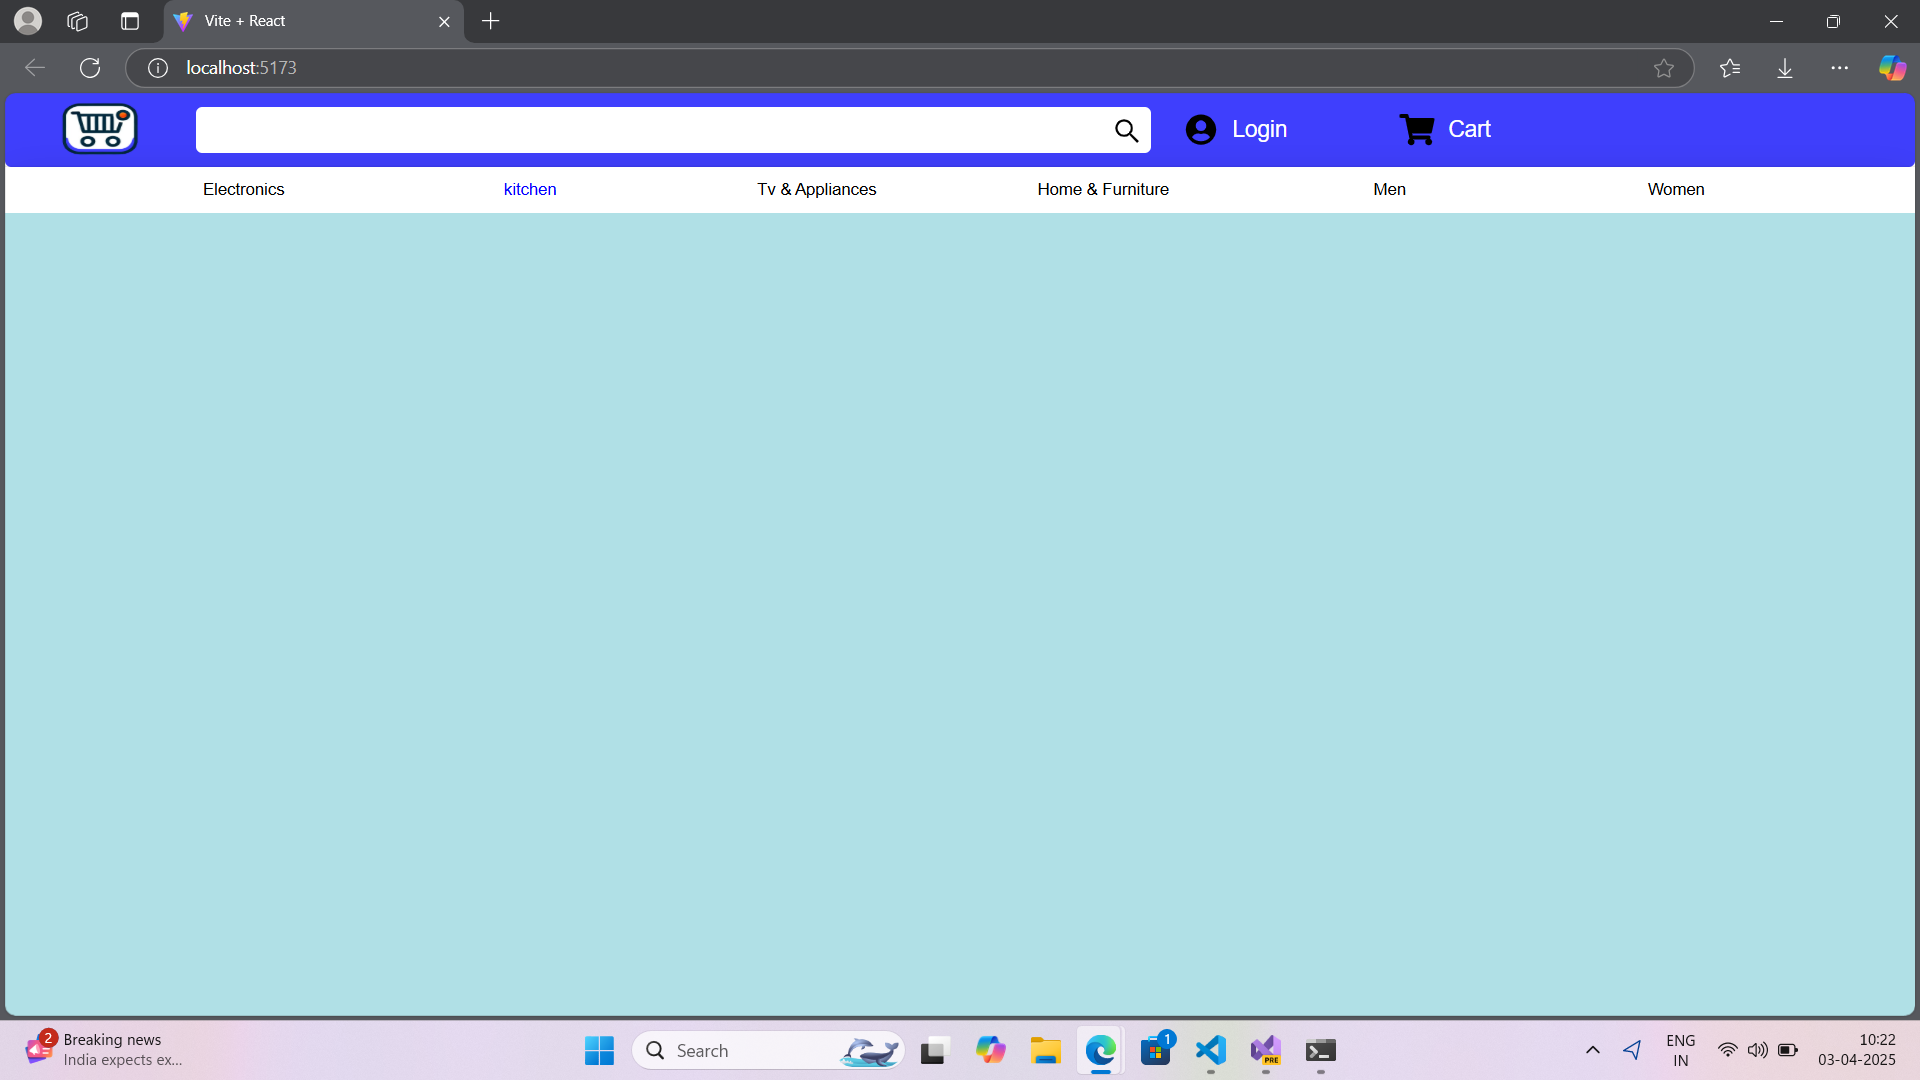 Vite + React
localhost:5173
Login
Cart
Electronics
kitchen
Tv & Appliances
Home & Furniture
Men
Women
2
Breaking news
India expects ex...
Search
1
PRE
ENG
IN
10:22
03-04-2025